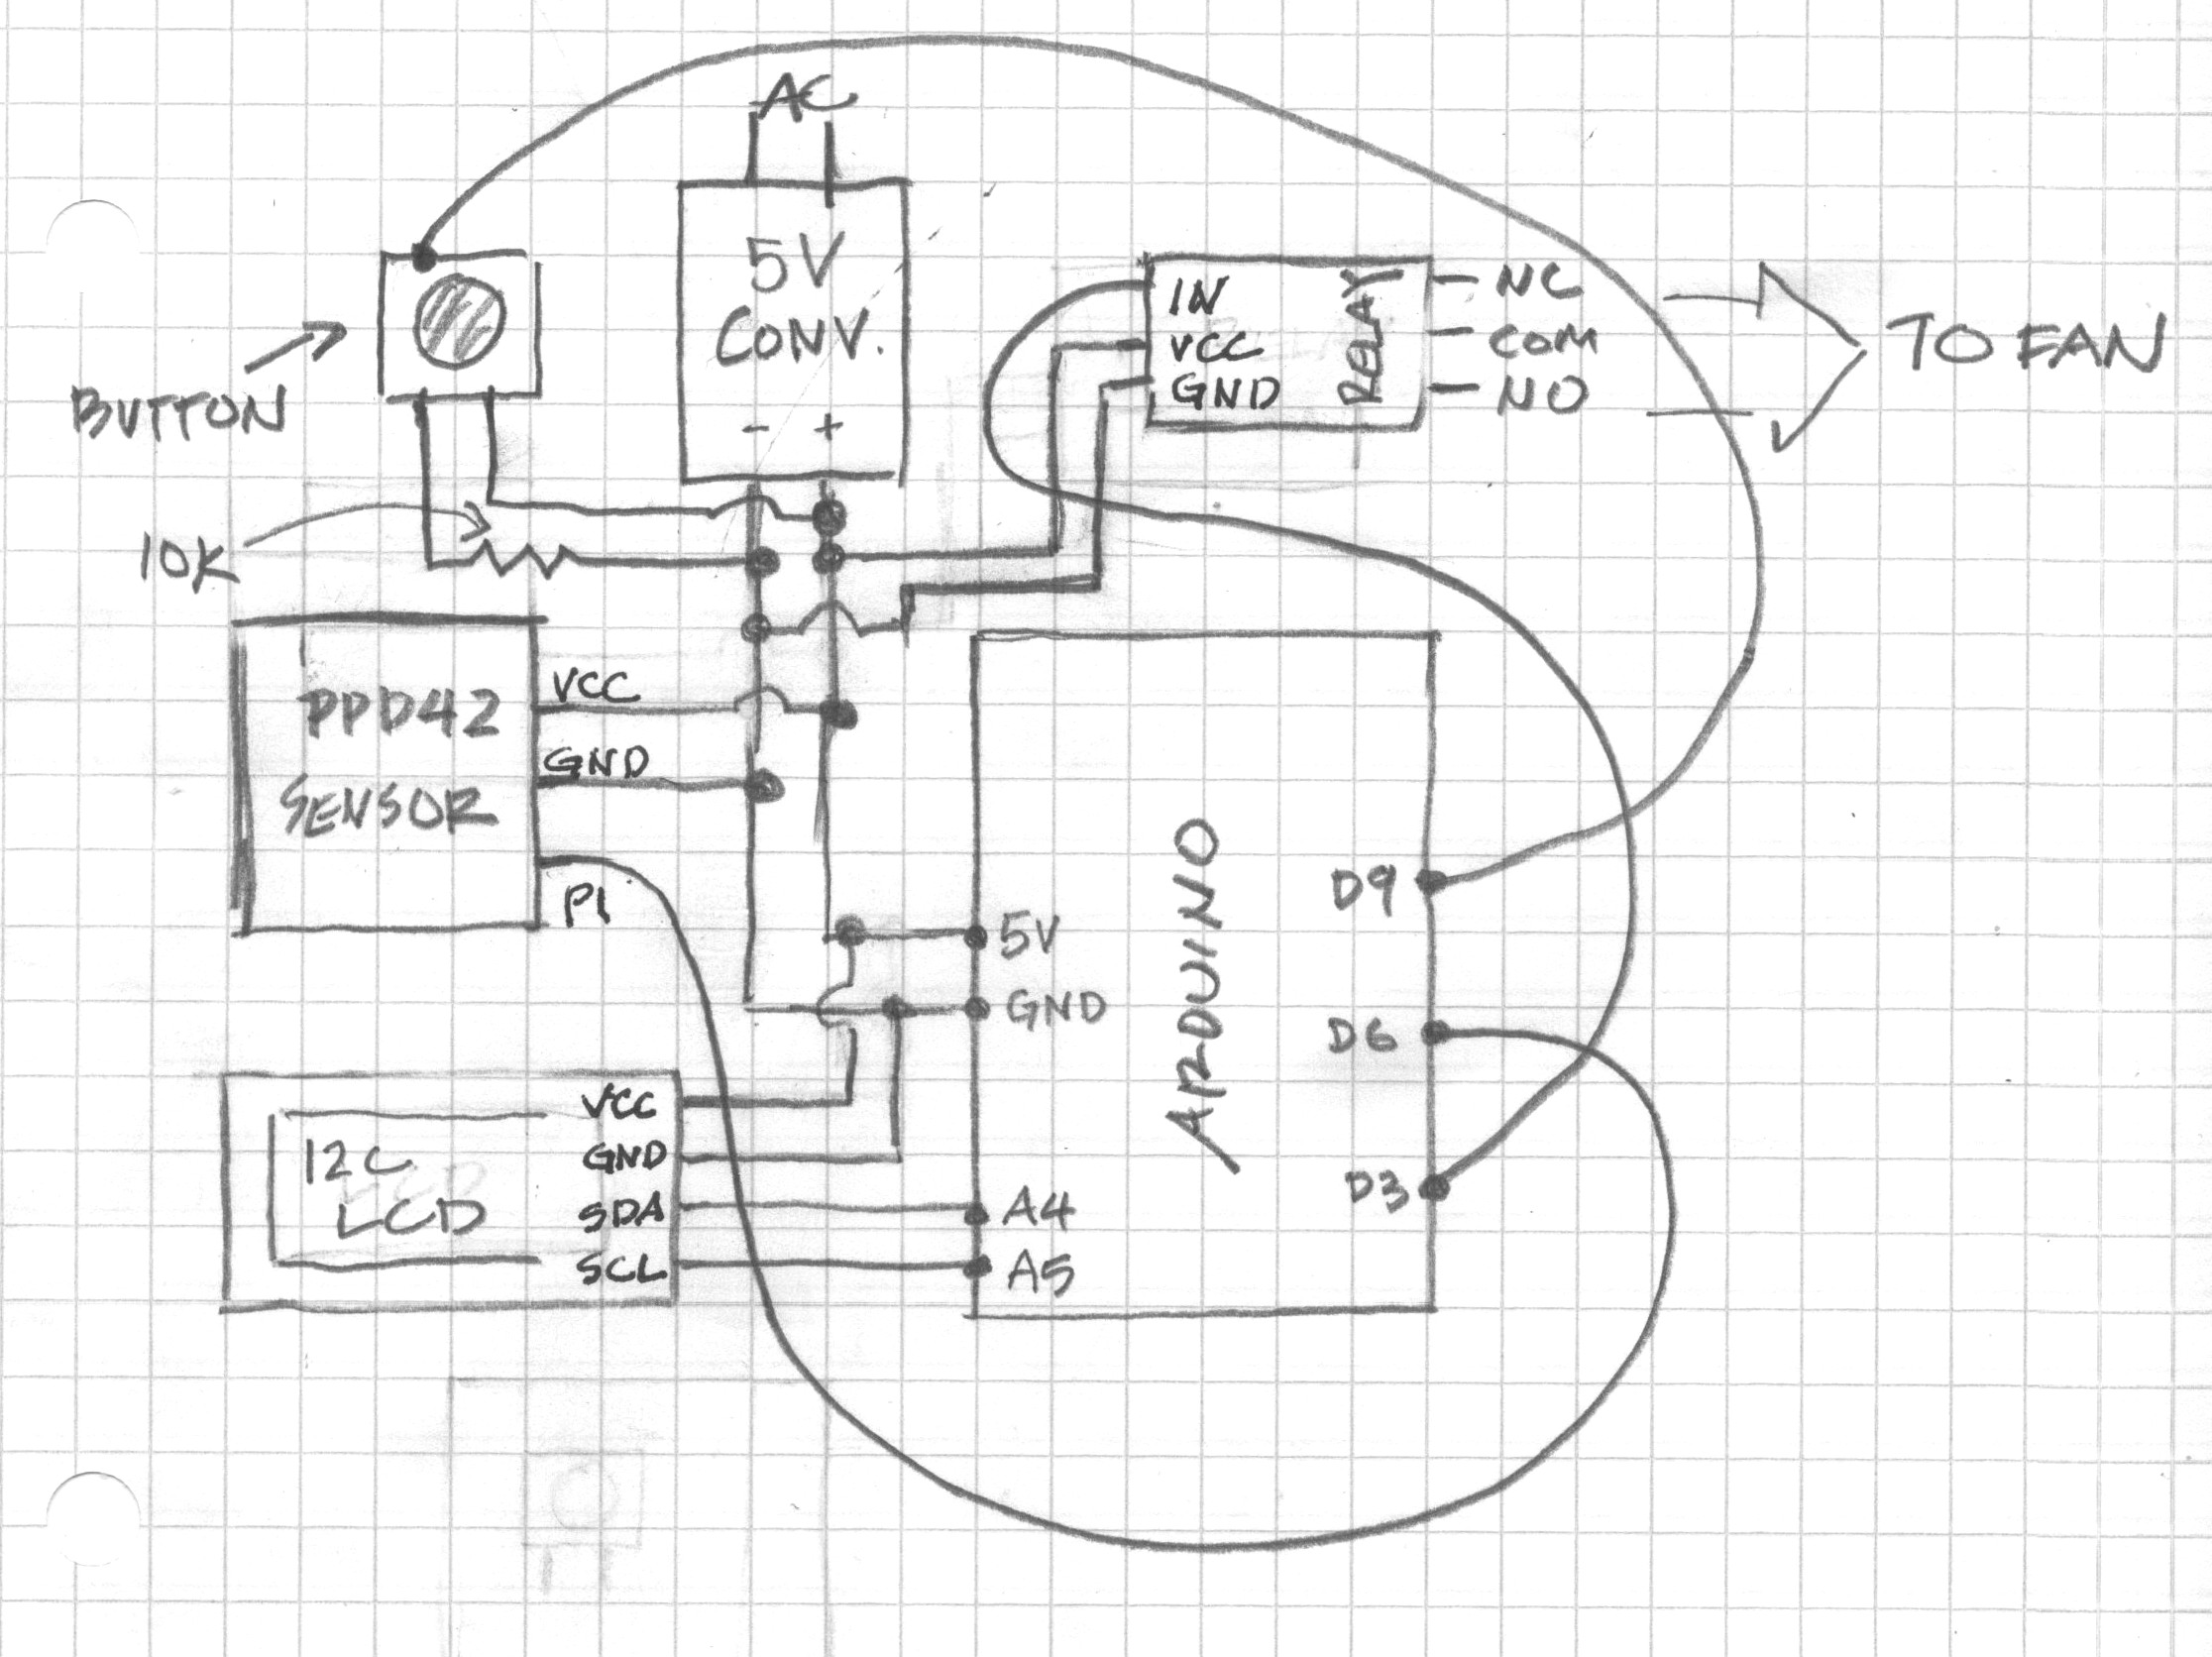 AC
5V
CONV.
- +
BUTTON
10K
IN
VCC
GND
RELAY
NC
COM
NO
TO FAN
PPD42
SENSOR
VCC
GND
P1
ARDUINO
5V
GND
A4
A5
D9
D6
D3
I2C
LCD
VCC
GND
SDA
SCL